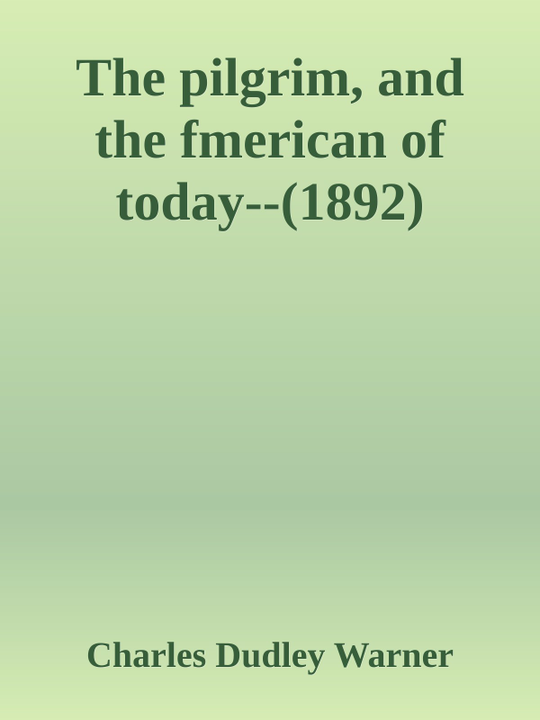 The pilgrim, and
the fmerican of
today--(1892)
Charles Dudley Warner